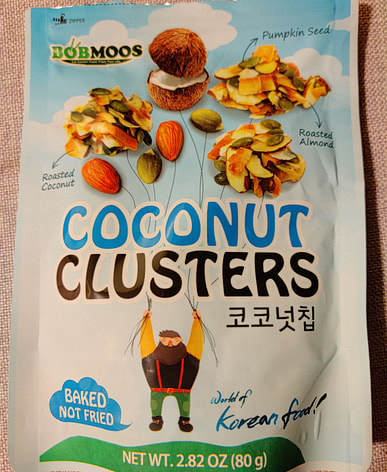 ZIPPER
BOBMOOS
Pumpkin Seed
Roasted
Almond
Roasted
Coconut
COCONUT
CLUSTERS
코코넛칩
BAKED
NOT FRIED
World of
Korean food!
NET WT. 2.82 OZ (80 g)